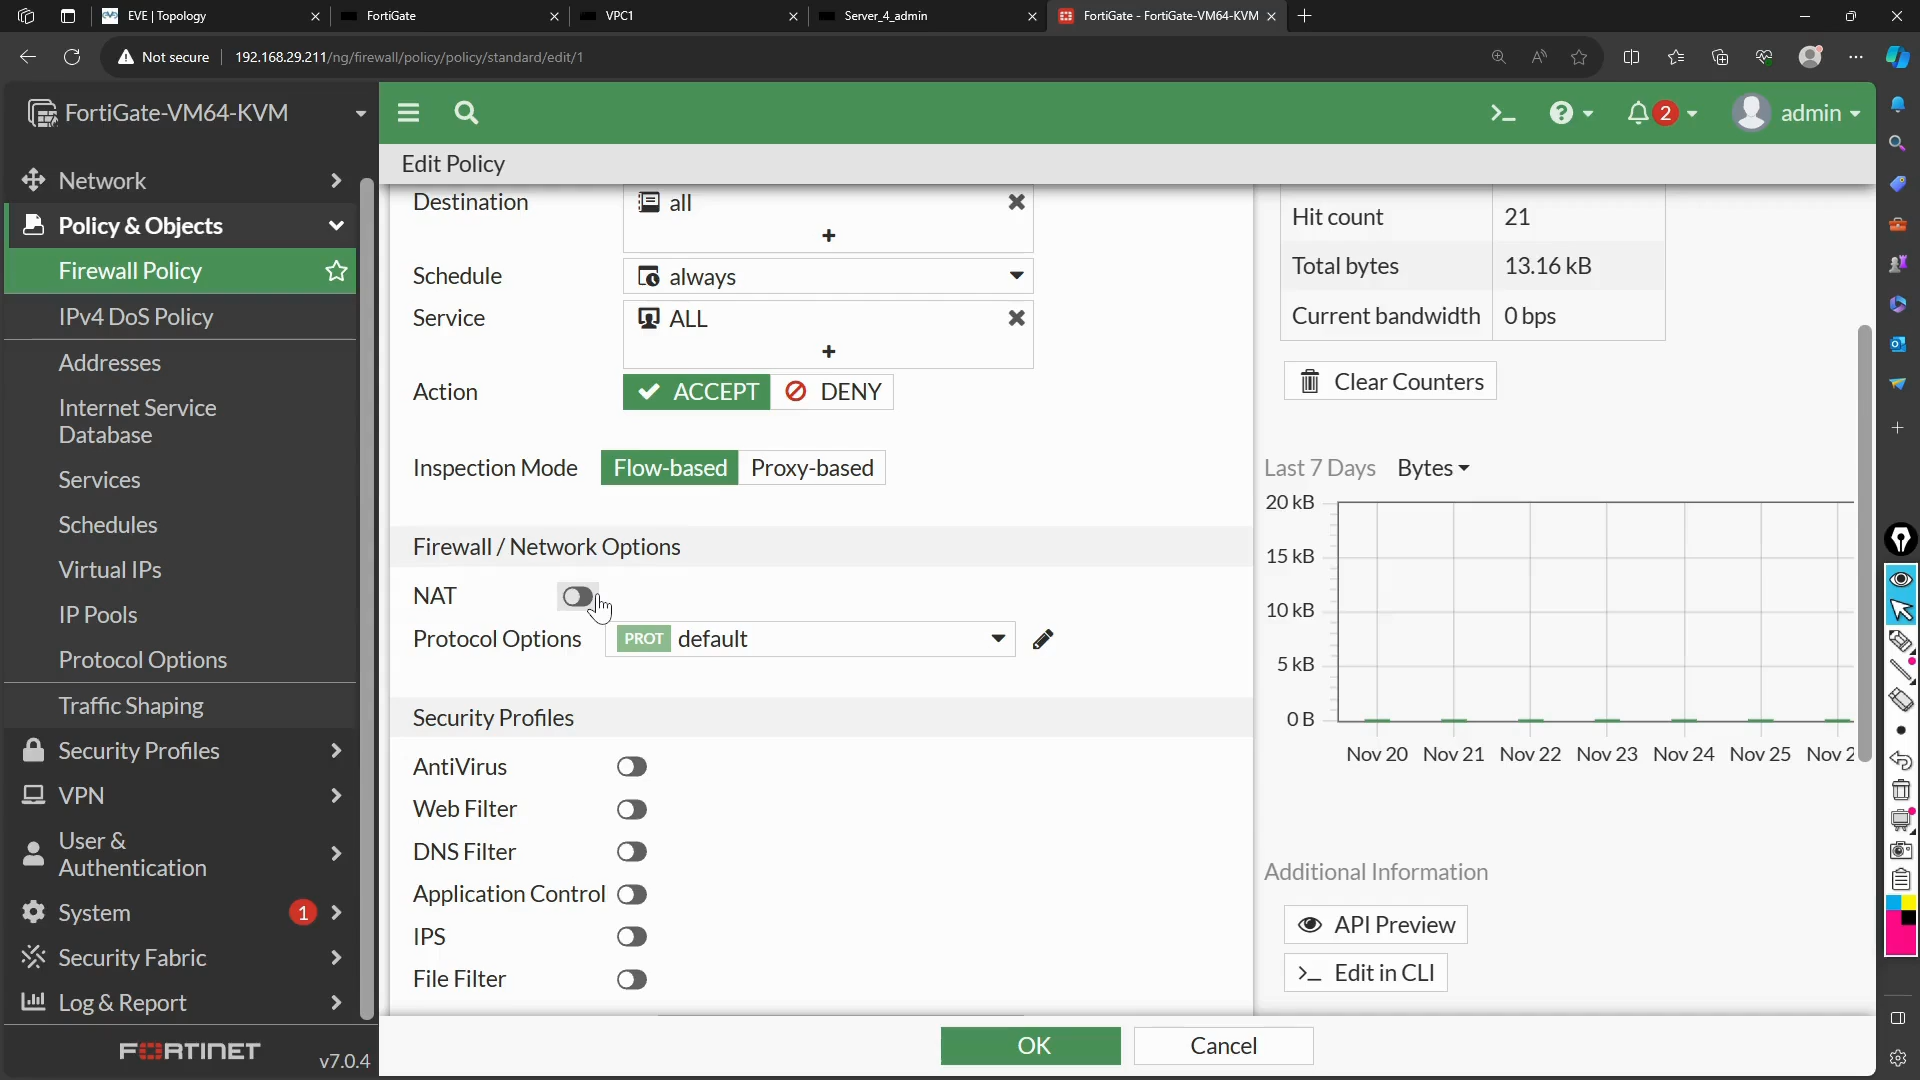 EVE | Topology
FortiGate
VPC1
Server_4_admin
FortiGate - FortiGate-VM64-KVM
Not secure
192.168.29.211/ng/firewall/policy/policy/standard/edit/1
FortiGate-VM64-KVM
2
admin
Network
Policy & Objects
Firewall Policy
IPv4 DoS Policy
Addresses
Internet Service
Database
Services
Schedules
Virtual IPs
IP Pools
Protocol Options
Traffic Shaping
Security Profiles
VPN
User &
Authentication
System
1
Security Fabric
Log & Report
FORTINET
v7.0.4
Edit Policy
Destination
all
Schedule
always
Service
ALL
Action
ACCEPT
DENY
Inspection Mode
Flow-based
Proxy-based
Firewall / Network Options
NAT
Protocol Options
PROT
default
Security Profiles
AntiVirus
Web Filter
DNS Filter
Application Control
IPS
File Filter
Hit count
21
Total bytes
13.16 kB
Current bandwidth
0 bps
Clear Counters
Last 7 Days
Bytes
20 kB
15 kB
10 kB
5 kB
0 B
Nov 20
Nov 21
Nov 22
Nov 23
Nov 24
Nov 25
Nov 2
Additional Information
API Preview
Edit in CLI
OK
Cancel